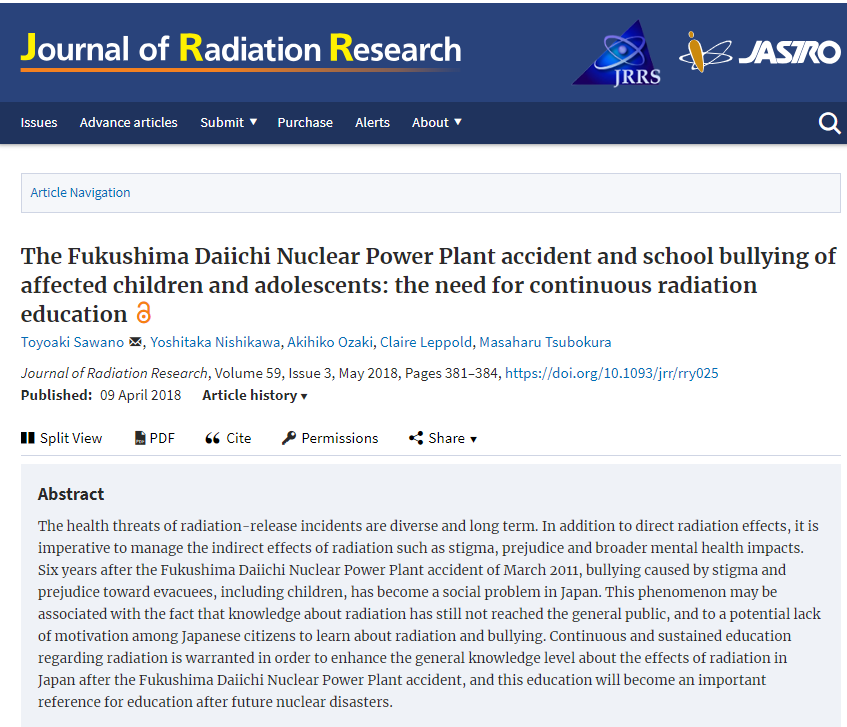 Journal of Radiation Research
JRRS
JASTRO
Issues Advance articles Submit ▼ Purchase Alerts About ▼
Article Navigation
The Fukushima Daiichi Nuclear Power Plant accident and school bullying of
affected children and adolescents: the need for continuous radiation
education
Toyoaki Sawano ✉, Yoshitaka Nishikawa, Akihiko Ozaki, Claire Leppold, Masaharu Tsubokura
Journal of Radiation Research, Volume 59, Issue 3, May 2018, Pages 381–384, https://doi.org/10.1093/jrr/rry025
Published: 09 April 2018 Article history ▾
Split View PDF Cite Permissions Share ▾
Abstract
The health threats of radiation-release incidents are diverse and long term. In addition to direct radiation effects, it is
imperative to manage the indirect effects of radiation such as stigma, prejudice and broader mental health impacts.
Six years after the Fukushima Daiichi Nuclear Power Plant accident of March 2011, bullying caused by stigma and
prejudice toward evacuees, including children, has become a social problem in Japan. This phenomenon may be
associated with the fact that knowledge about radiation has still not reached the general public, and to a potential lack
of motivation among Japanese citizens to learn about radiation and bullying. Continuous and sustained education
regarding radiation is warranted in order to enhance the general knowledge level about the effects of radiation in
Japan after the Fukushima Daiichi Nuclear Power Plant accident, and this education will become an important
reference for education after future nuclear disasters.